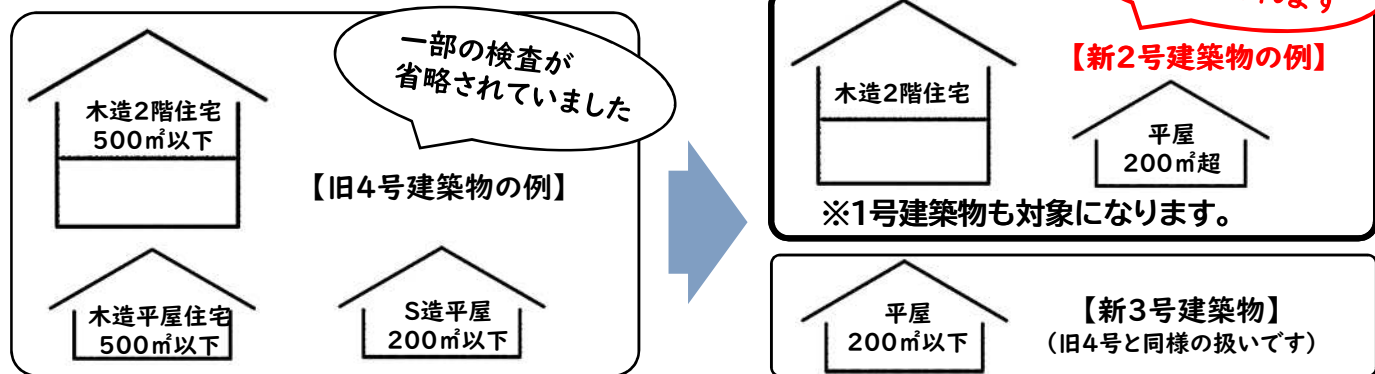 一部の検査が
省略されていました
木造2階住宅
500㎡以下
【旧4号建築物の例】
木造平屋住宅
500㎡以下
S造平屋
200㎡以下
【新2号建築物の例】
木造2階住宅
平屋
200㎡超
※1号建築物も対象になります。
平屋
200㎡以下
【新3号建築物】
（旧4号と同様の扱いです）